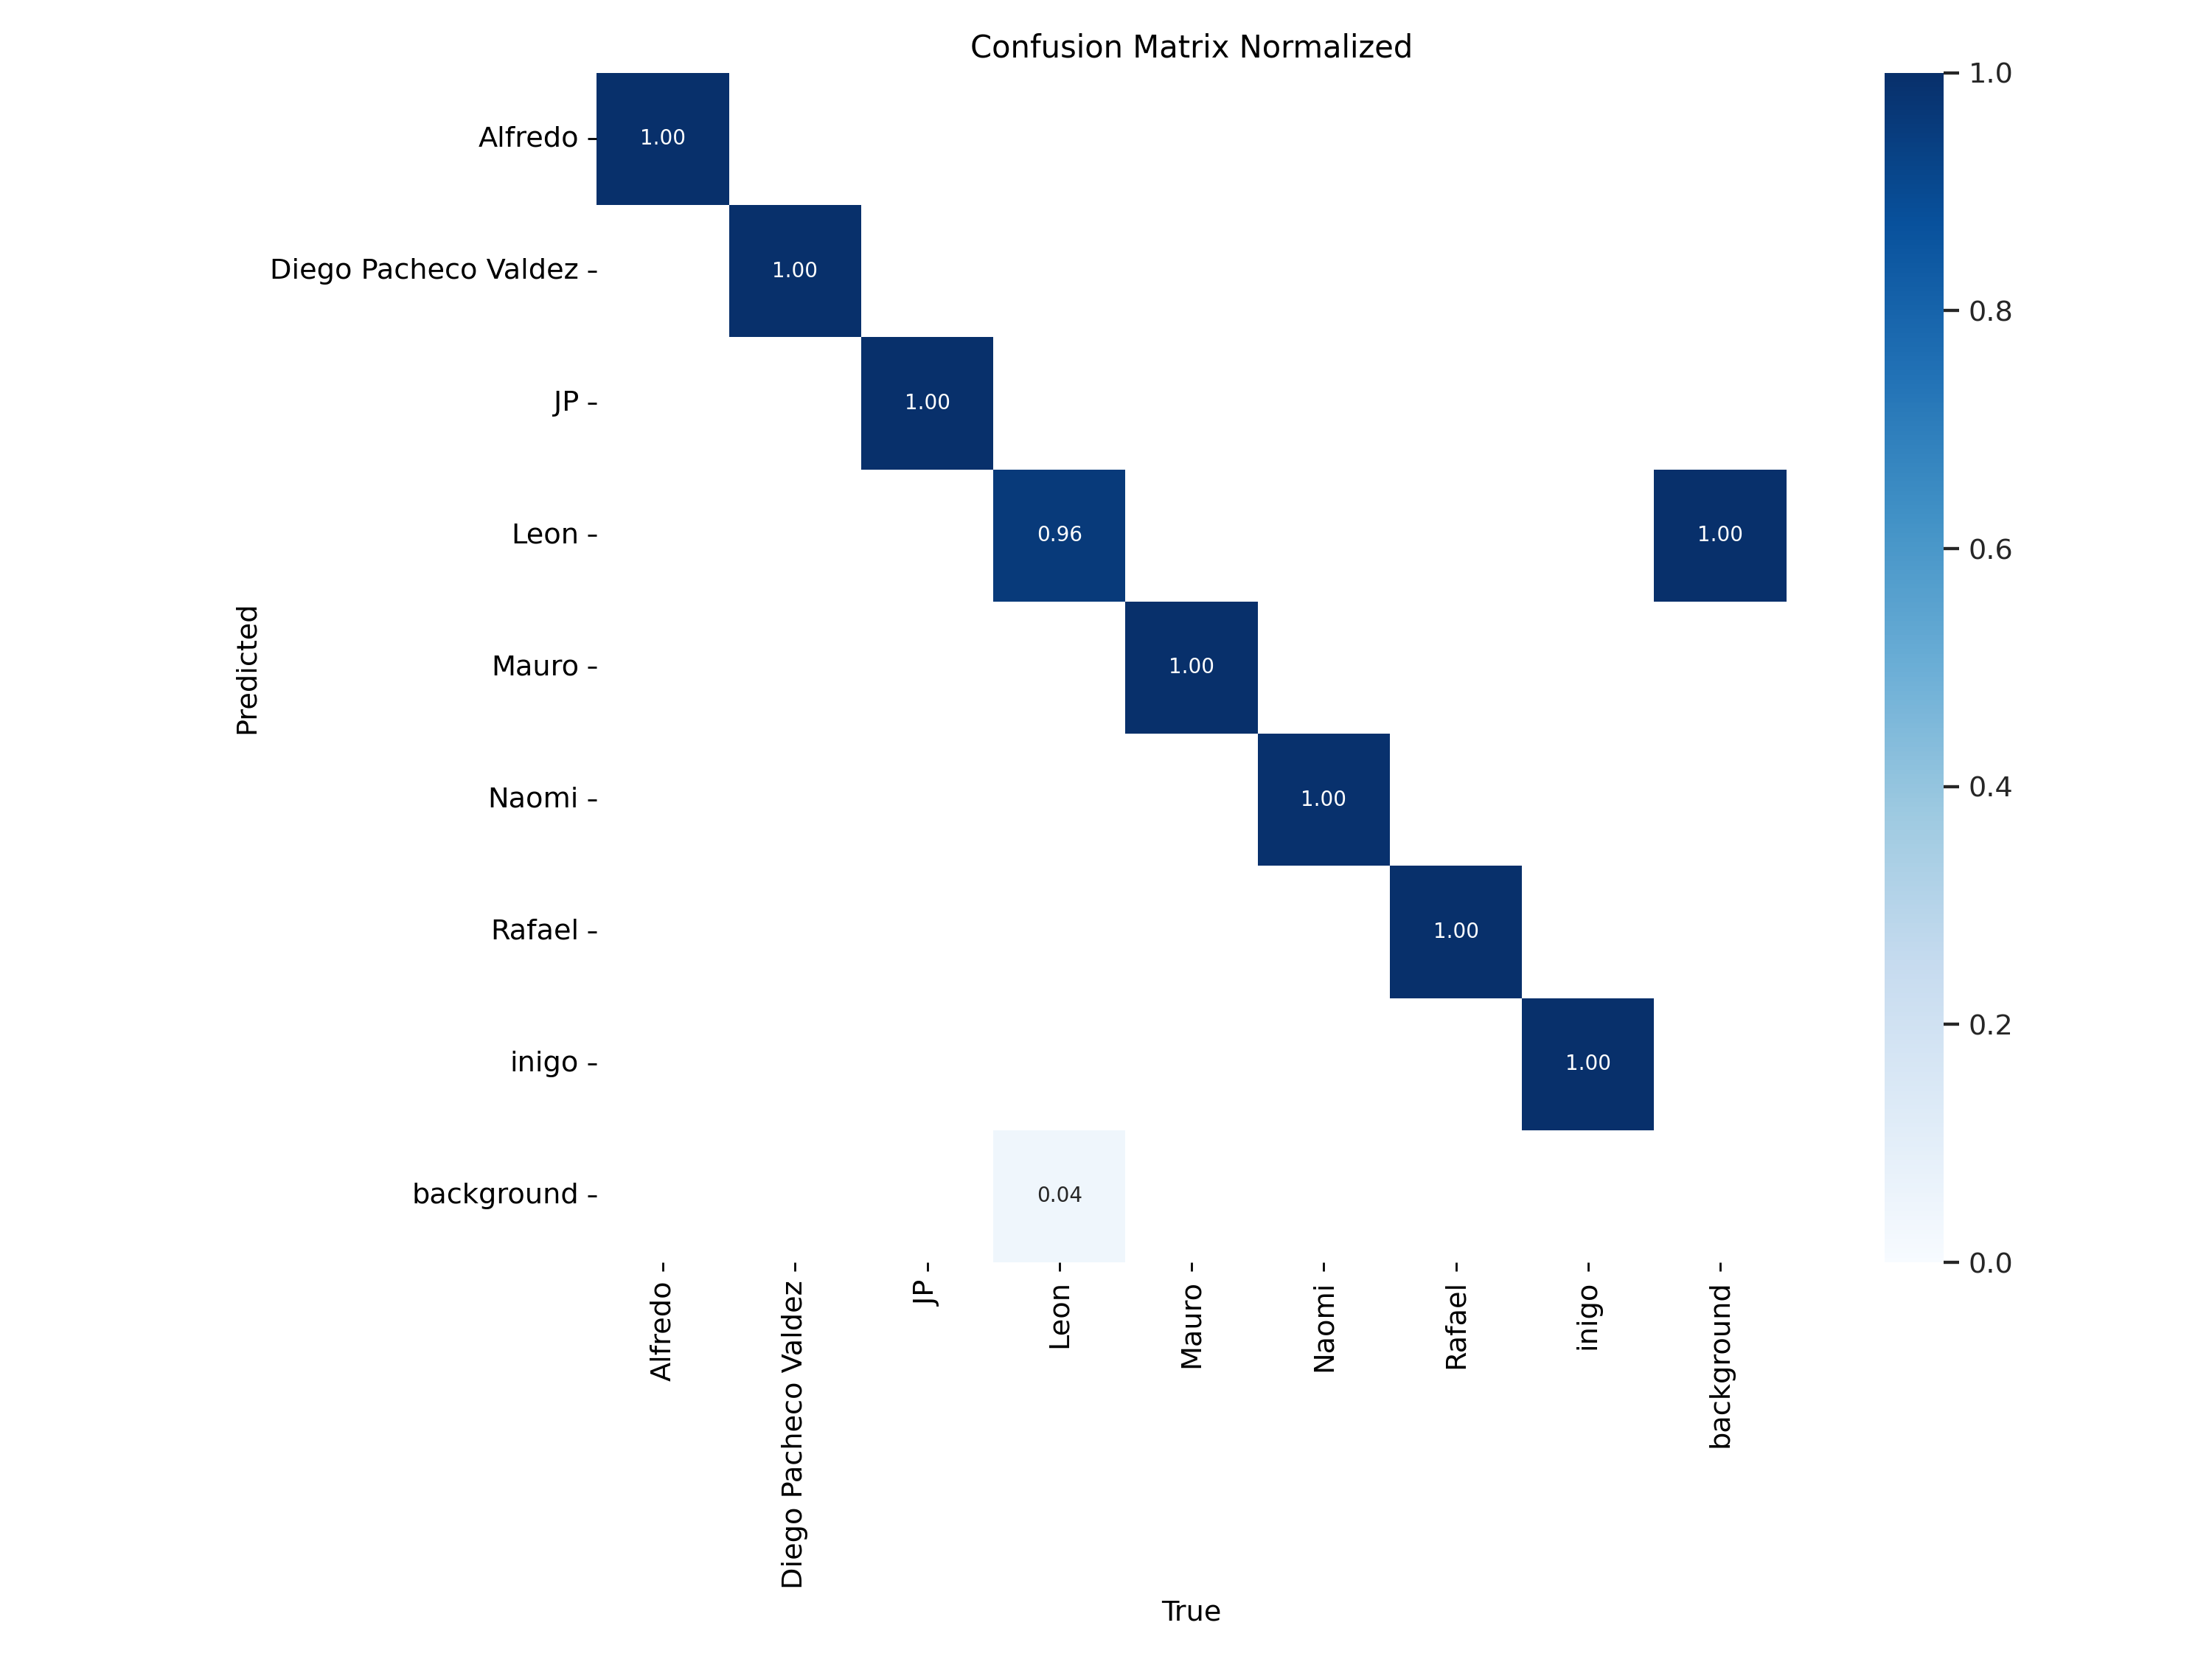 Confusion Matrix Normalized
Alfredo
1.00
Diego Pacheco Valdez
1.00
JP
1.00
Leon
0.96
1.00
Mauro
1.00
Naomi
1.00
Rafael
1.00
inigo
1.00
background
0.04
Predicted
Alfredo
Diego Pacheco Valdez
JP
Leon
Mauro
Naomi
Rafael
inigo
background
True
1.0
0.8
0.6
0.4
0.2
0.0